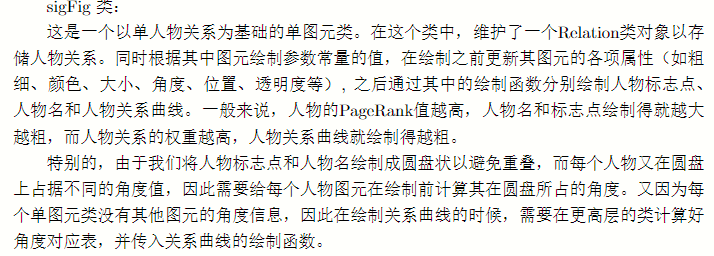 sigFig 类：
这是一个以单人物关系为基础的单图元类。在这个类中，维护了一个Relation类对象以存
储人物关系。同时根据其中图元绘制参数常量的值，在绘制之前更新其图元的各项属性（如粗
细、颜色、大小、角度、位置、透明度等），之后通过其中的绘制函数分别绘制人物标志点、
人物名和人物关系曲线。一般来说，人物的PageRank值越高，人物名和标志点绘制得就越大
越粗，而人物关系的权重越高，人物关系曲线就绘制得越粗。
特别的，由于我们将人物标志点和人物名绘制成圆盘状以避免重叠，而每个人物又在圆盘
上占据不同的角度值，因此需要给每个人物图元在绘制前计算其在圆盘所占的角度。又因为每
个单图元类没有其他图元的角度信息，因此在绘制关系曲线的时候，需要在更高层的类计算好
角度对应表，并传入关系曲线的绘制函数。